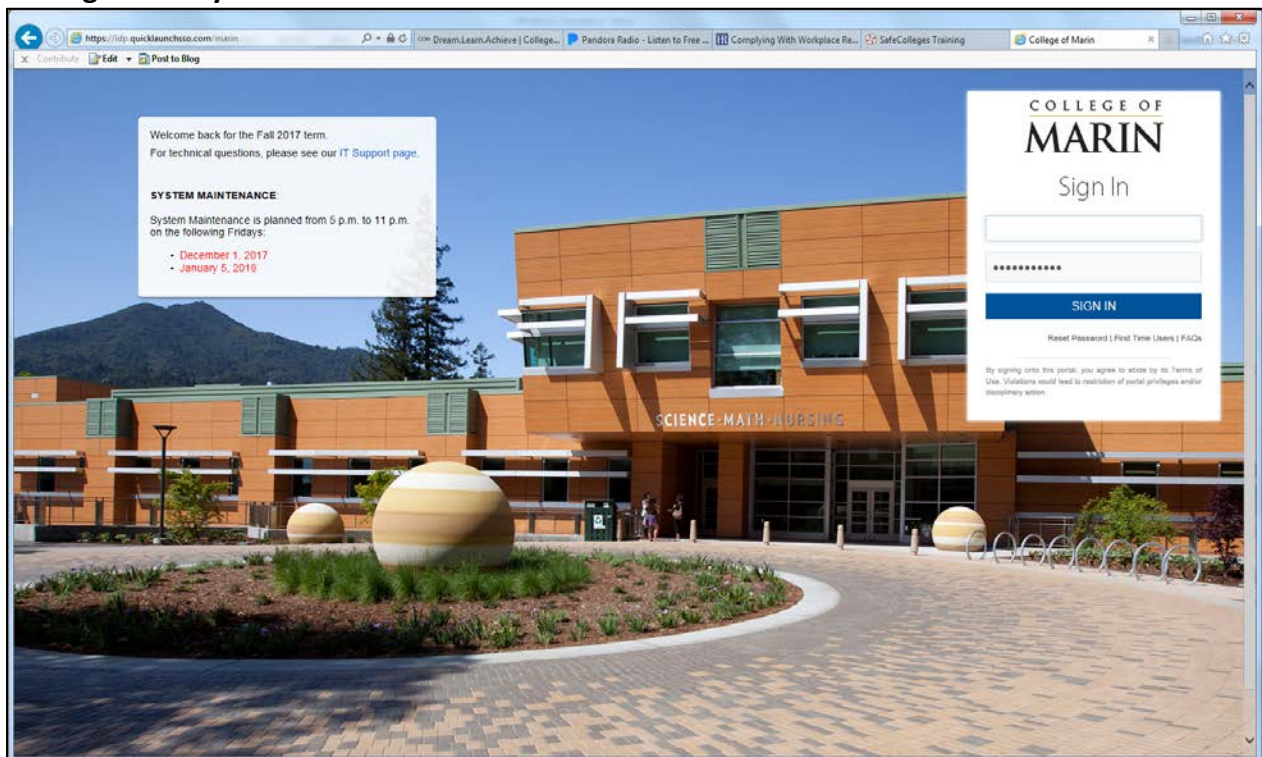 https://idp.quicklaunchsso.com/marin
Dream.Learn.Achieve | College...
Pandora Radio - Listen to Free ...
Complying With Workplace Re...
SafeColleges Training
College of Marin
x Contribute
Edit
Post to Blog
Welcome back for the Fall 2017 term.
For technical questions, please see our IT Support page.
SYSTEM MAINTENANCE
System Maintenance is planned from 5 p.m. to 11 p.m.
on the following Fridays:
• December 1, 2017
• January 5, 2018
COLLEGE OF
MARIN
Sign In
SIGN IN
Reset Password | First Time Users | FAQs
By signing onto this portal, you agree to abide by its Terms of
Use. Violations could lead to restriction of portal privileges and/or
disciplinary action.
SCIENCE-MATH-NURSING